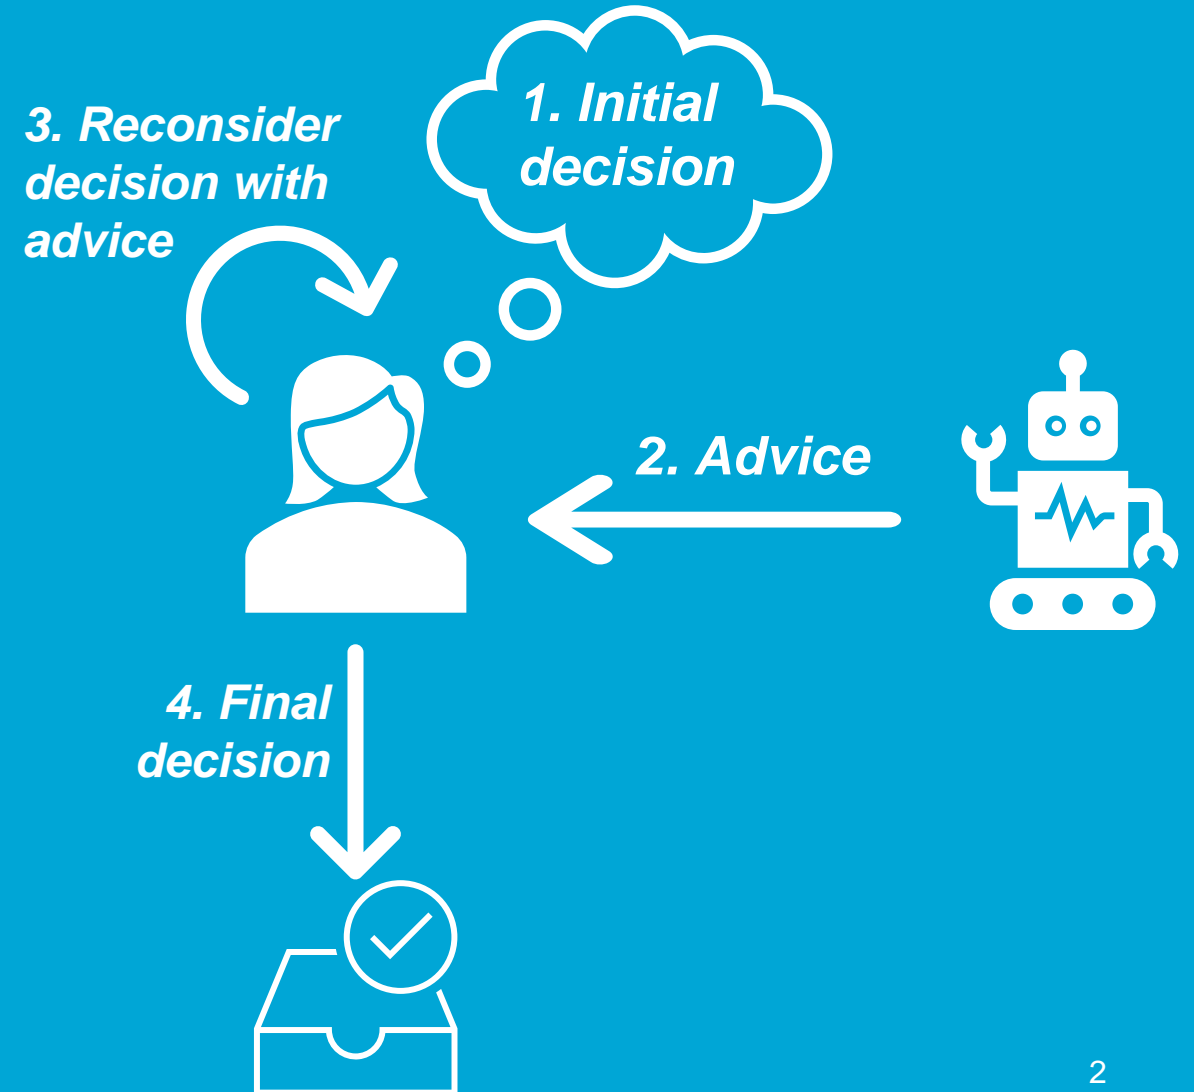 1. Initial
decision
3. Reconsider
decision with
advice
2. Advice
4. Final
decision
2